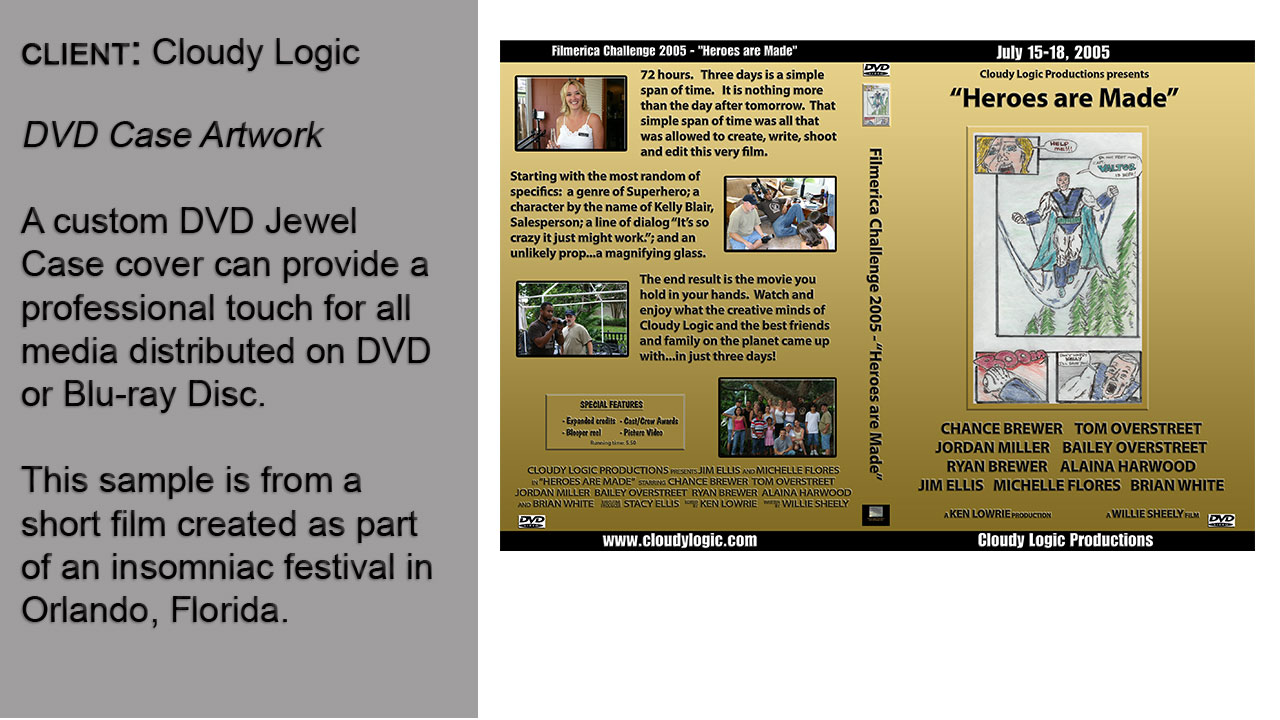 CLIENT: Cloudy Logic
DVD Case Artwork
A custom DVD Jewel
Case cover can provide a
professional touch for all
media distributed on DVD
or Blu-ray Disc.
This sample is from a
short film created as part
of an insomniac festival in
Orlando, Florida.
Filmerica Challenge 2005 - "Heroes are Made"
72 hours. Three days is a simple
span of time. It is nothing more
than the day after tomorrow. That
simple span of time was all that
was allowed to create, write, shoot
and edit this very film.
Starting with the most random of
specifics: a genre of Superhero; a
character by the name of Kelly Blair,
Salesperson; a line of dialog “It’s so
crazy it just might work.”; and an
unlikely prop...a magnifying glass.
The end result is the movie you
hold in your hands. Watch and
enjoy what the creative minds of
Cloudy Logic and the best friends
and family on the planet came up
with...in just three days!
SPECIAL FEATURES
- Expanded credits - Cast/Crew Awards
- Blooper reel - Picture Video
Running time: 5:50
CLOUDY LOGIC PRODUCTIONS PRESENTS JIM ELLIS AND MICHELLE FLORES
IN “HEROES ARE MADE” STARRING CHANCE BREWER TOM OVERSTREET
JORDAN MILLER BAILEY OVERSTREET RYAN BREWER ALAINA HARWOOD
AND BRIAN WHITE STACY ELLIS KEN LOWRIE WILLIE SHEELY
DVD
www.cloudylogic.com
DVD
Filmerica Challenge 2005 - “Heroes are Made”
July 15-18, 2005
Cloudy Logic Productions presents
“Heroes are Made”
HELP
ME!!!
VALTOR
CHANCE BREWER TOM OVERSTREET
JORDAN MILLER BAILEY OVERSTREET
RYAN BREWER ALAINA HARWOOD
JIM ELLIS MICHELLE FLORES BRIAN WHITE
A KEN LOWRIE PRODUCTION A WILLIE SHEELY FILM DVD
Cloudy Logic Productions